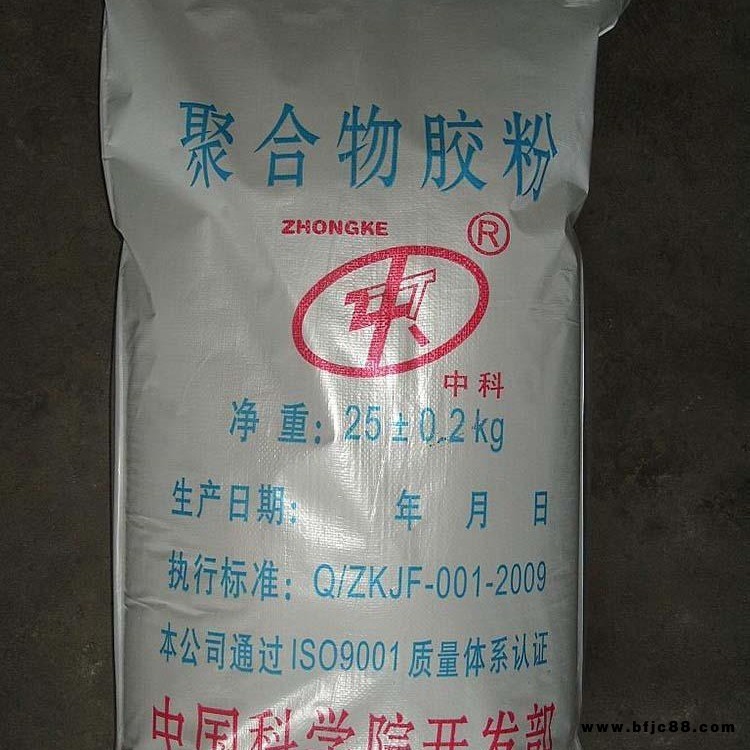 聚合物胶粉
ZHONGKE
®
中科
净重：25±0.2kg
生产日期： 年 月 日
执行标准：Q/ZKJF-001-2009
本公司通过ISO9001质量体系认证
中国科学院开发部
www.bfjc88.com